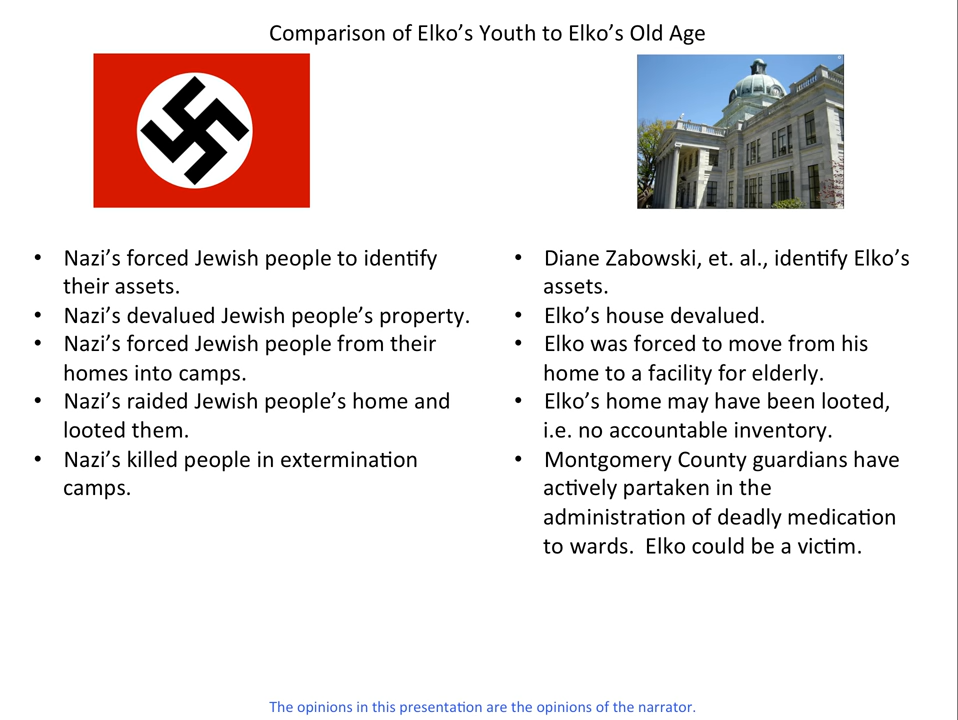 Comparison of Elko’s Youth to Elko’s Old Age
• Nazi’s forced Jewish people to identify
their assets.
• Nazi’s devalued Jewish people’s property.
• Nazi’s forced Jewish people from their
homes into camps.
• Nazi’s raided Jewish people’s home and
looted them.
• Nazi’s killed people in extermination
camps.
• Diane Zabowski, et. al., identify Elko’s
assets.
• Elko’s house devalued.
• Elko was forced to move from his
home to a facility for elderly.
• Elko’s home may have been looted,
i.e. no accountable inventory.
• Montgomery County guardians have
actively partaken in the
administration of deadly medication
to wards.  Elko could be a victim.
The opinions in this presentation are the opinions of the narrator.